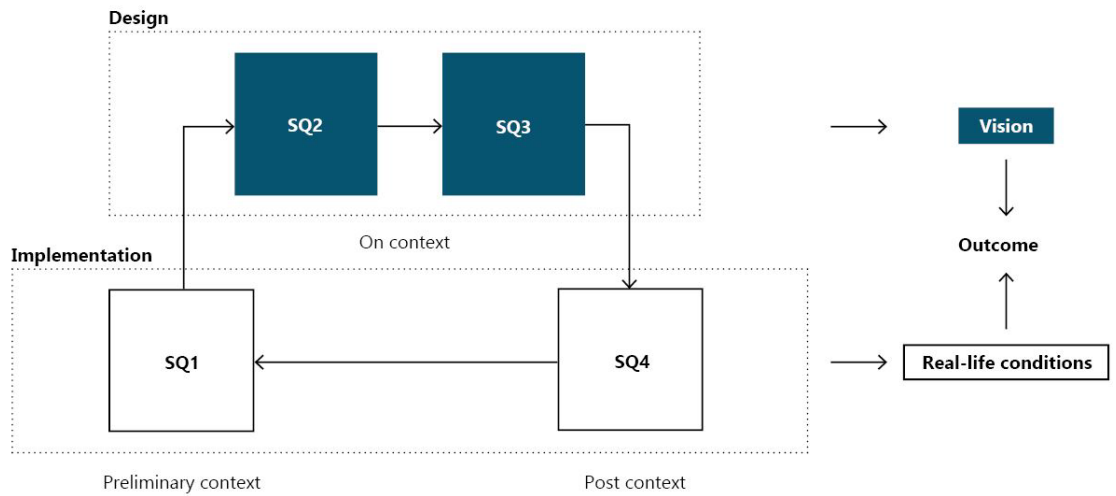 Design
SQ2
SQ3
Vision
On context
Outcome
Implementation
SQ1
SQ4
Real-life conditions
Preliminary context
Post context